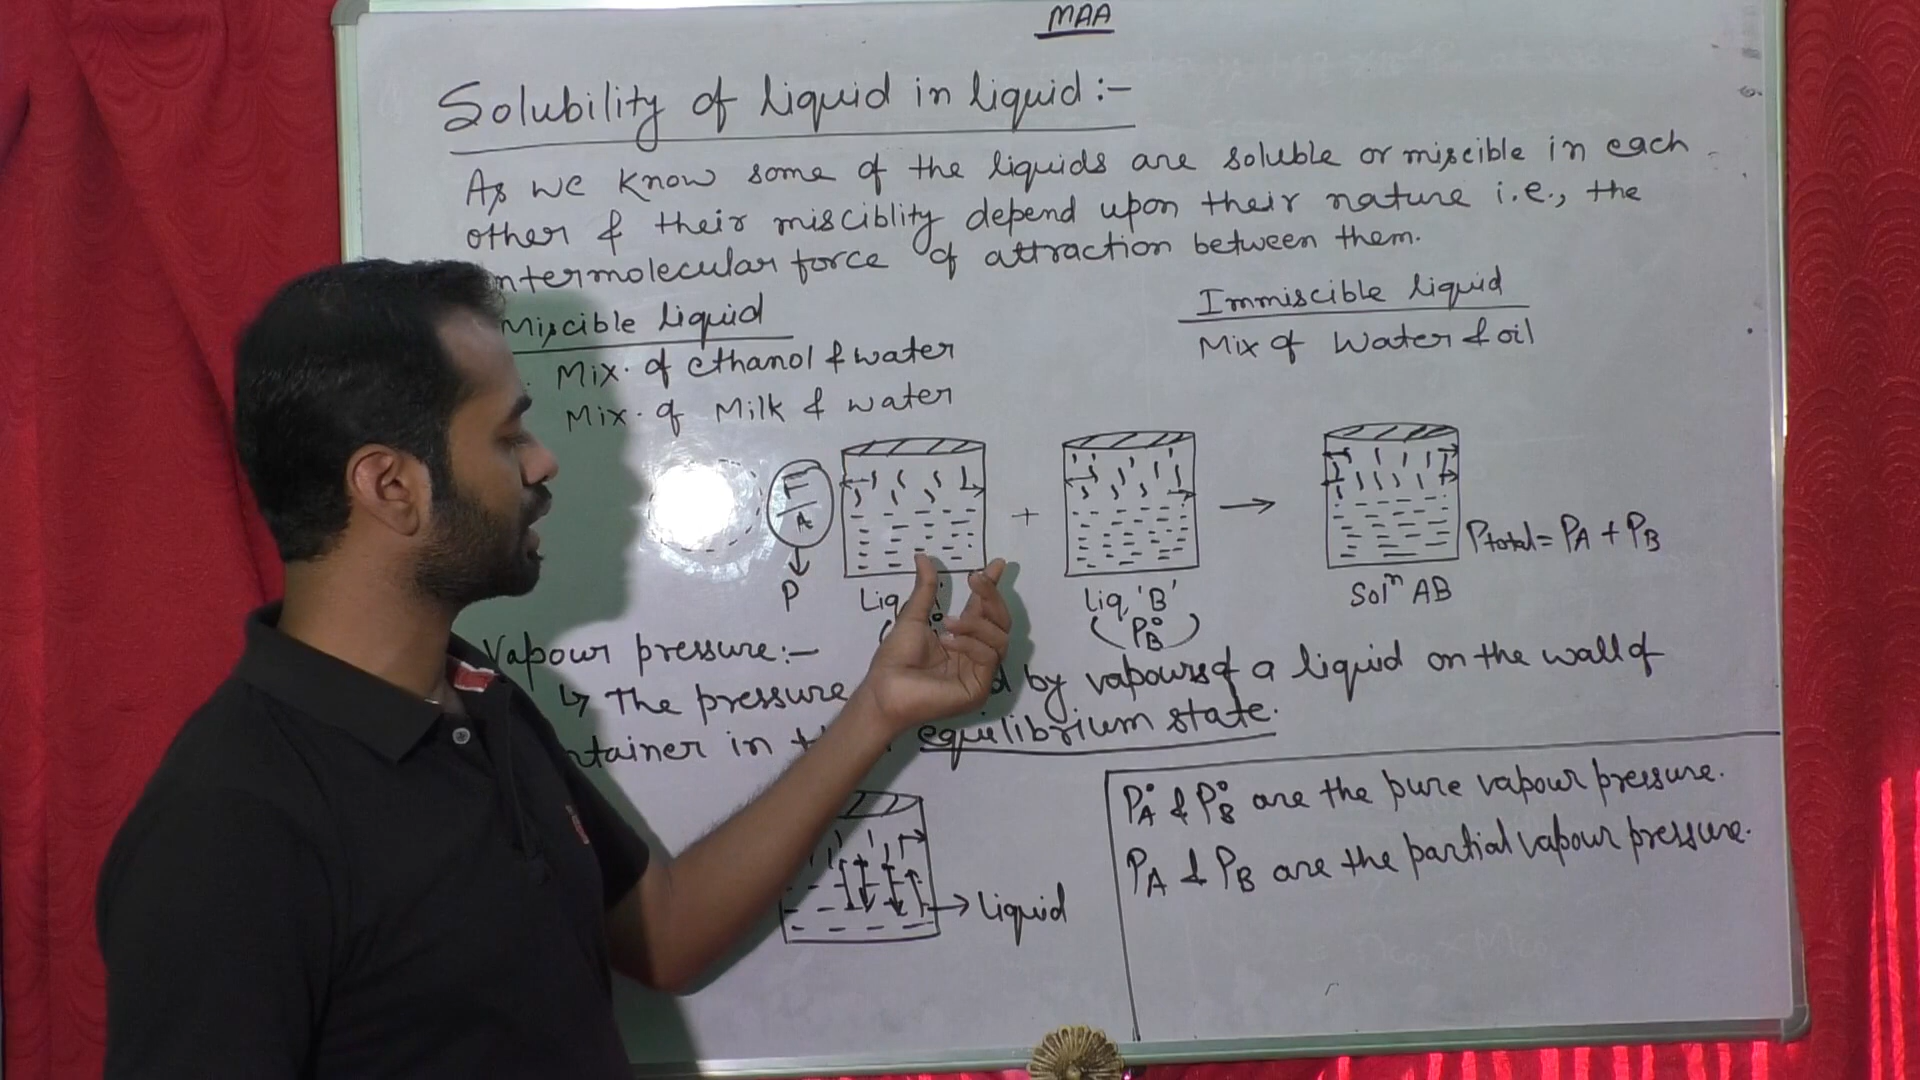 MAA
Solubility of liquid in liquid :-
As we know some of the liquids are soluble or miscible in each
other & their misciblity depend upon their nature i.e., the
ntermolecular force of attraction between them.
Miscible liquid
Immiscible liquid
Mix. of ethanol & water
Mix of Water & oil
Mix. of Milk & water
F
A
P
+
Liq
Liq. 'B'
P°B
Solⁿ AB
Ptotal = PA + PB
Vapour pressure :-
↳ The pressure by vapours of a liquid on the wall of
ntainer in equilibrium state.
Liquid
P°A & P°B are the pure vapour pressure.
PA & PB are the partial vapour pressure.